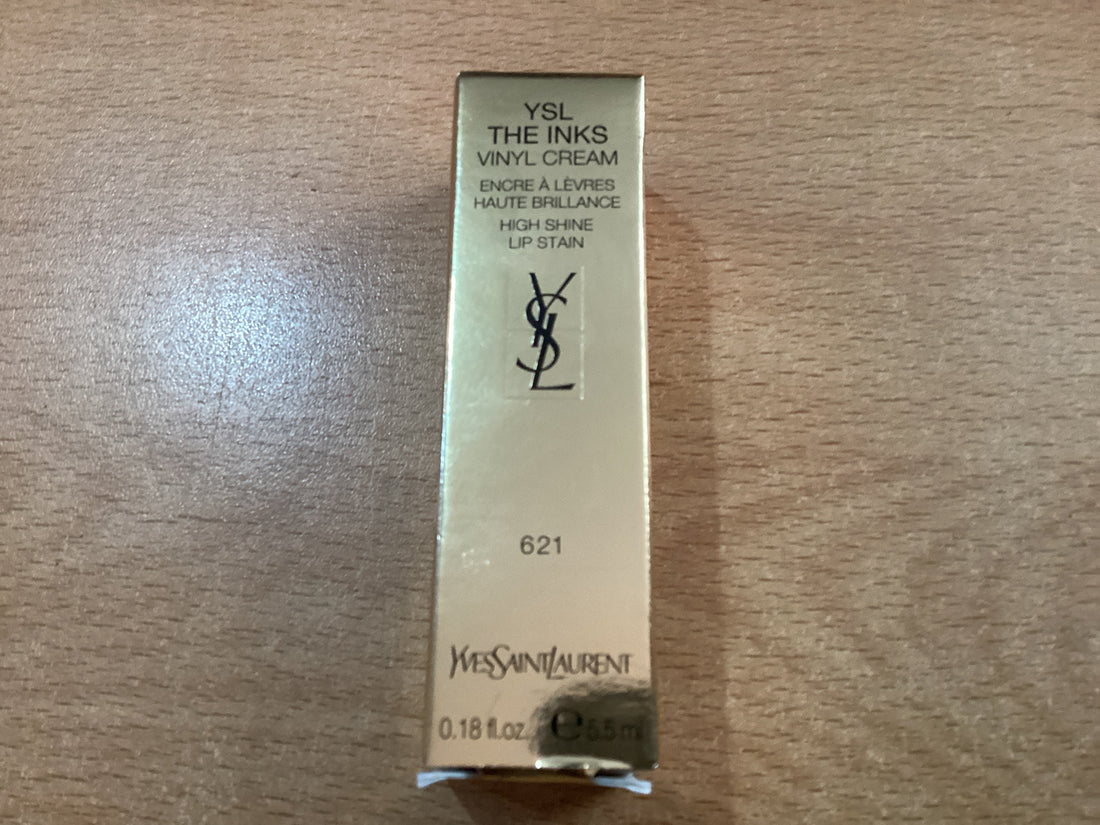 YSL
THE INKS
VINYL CREAM
ENCRE À LÈVRES
HAUTE BRILLANCE
HIGH SHINE
LIP STAIN
YSL
621
YVESSAINTLAURENT
0.18 fl.oz. e 5.5 ml